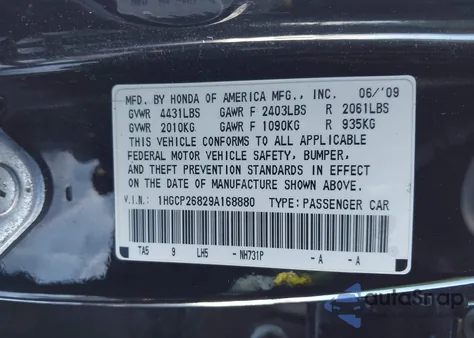 MFD. BY HONDA OF AMERICA MFG., INC. 06/'09
GVWR 4431LBS GAWR F 2403LBS R 2061LBS
GVWR 2010KG GAWR F 1090KG R 935KG
THIS VEHICLE CONFORMS TO ALL APPLICABLE
FEDERAL MOTOR VEHICLE SAFETY, BUMPER,
AND THEFT PREVENTION STANDARDS IN EFFECT
ON THE DATE OF MANUFACTURE SHOWN ABOVE.
V.I.N.: 1HGCP26829A168880 TYPE: PASSENGER CAR
TA5 9 LH5 - NH731P - A - A
autoSnap